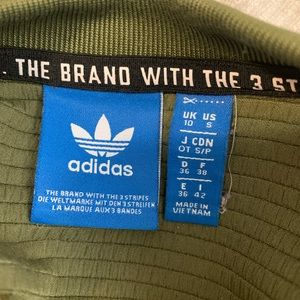 . THE BRAND WITH THE 3 ST
adidas
THE BRAND WITH THE 3 STRIPES
DIE WELTMARKE MIT DEN 3 STREIFEN
LA MARQUE AUX 3 BANDES
UK US
10 S
J CDN
OT S/P
D F
36 38
E I
36 42
MADE IN
VIETNAM